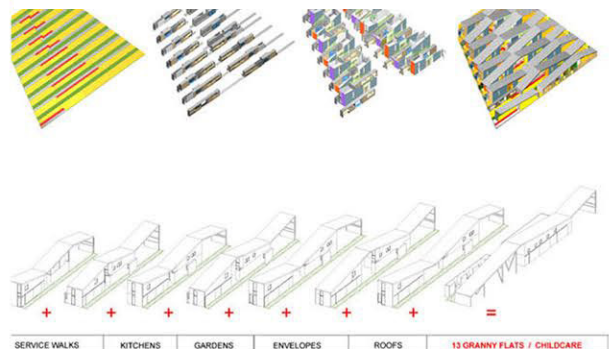 + + + + + + + =
SERVICE WALKS KITCHENS GARDENS ENVELOPES ROOFS 13 GRANNY FLATS / CHILDCARE